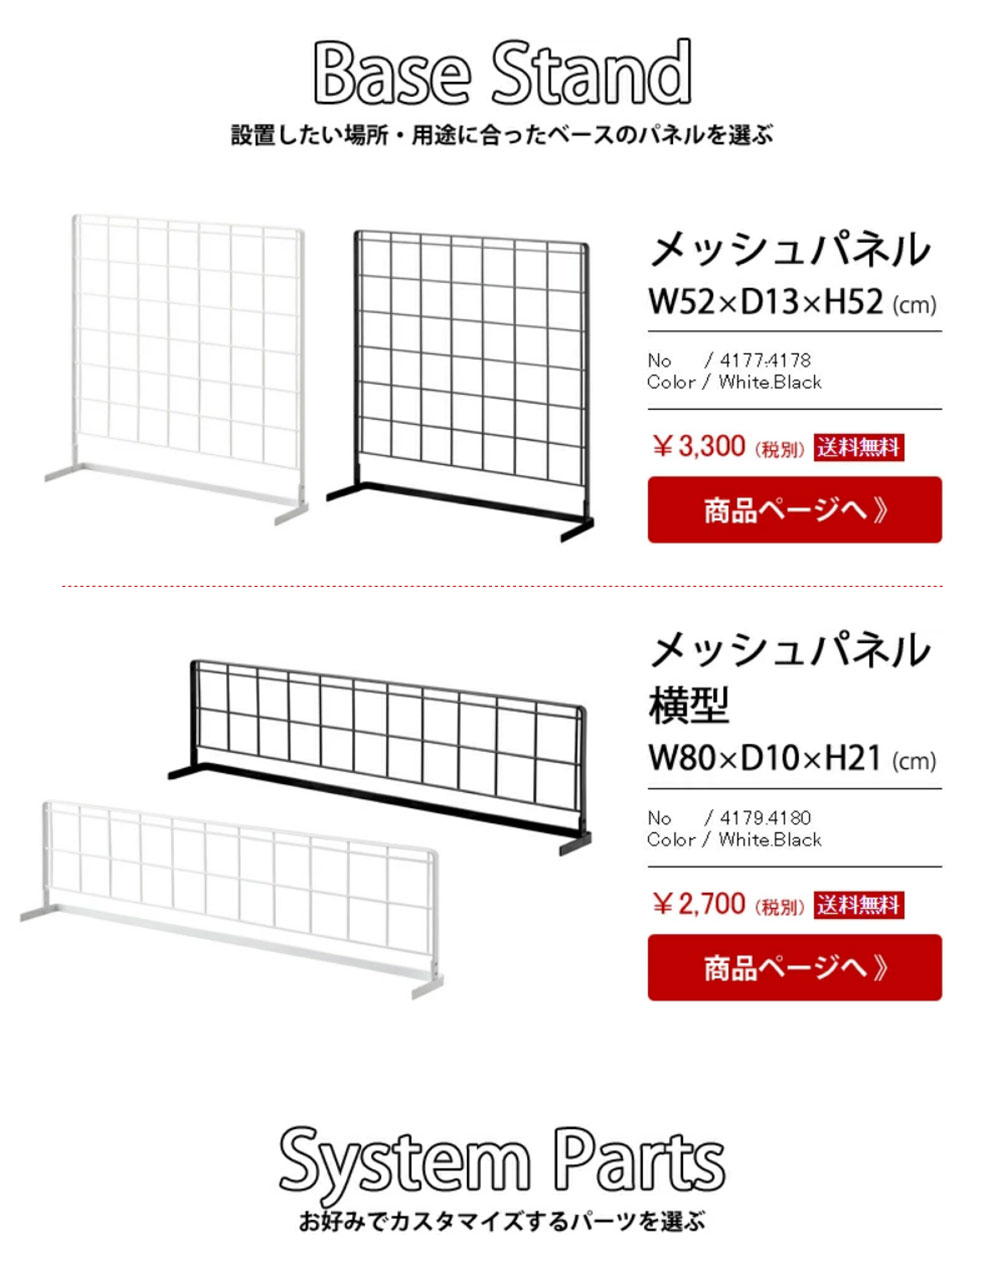 Base Stand
設置したい場所・用途に合ったベースのパネルを選ぶ
メッシュパネル
W52×D13×H52 (cm)
No / 4177.4178
Color / White.Black
￥3,300 (税別) 送料無料
商品ページへ 》
メッシュパネル
横型
W80×D10×H21 (cm)
No / 4179.4180
Color / White.Black
￥2,700 (税別) 送料無料
商品ページへ 》
System Parts
お好みでカスタマイズするパーツを選ぶ